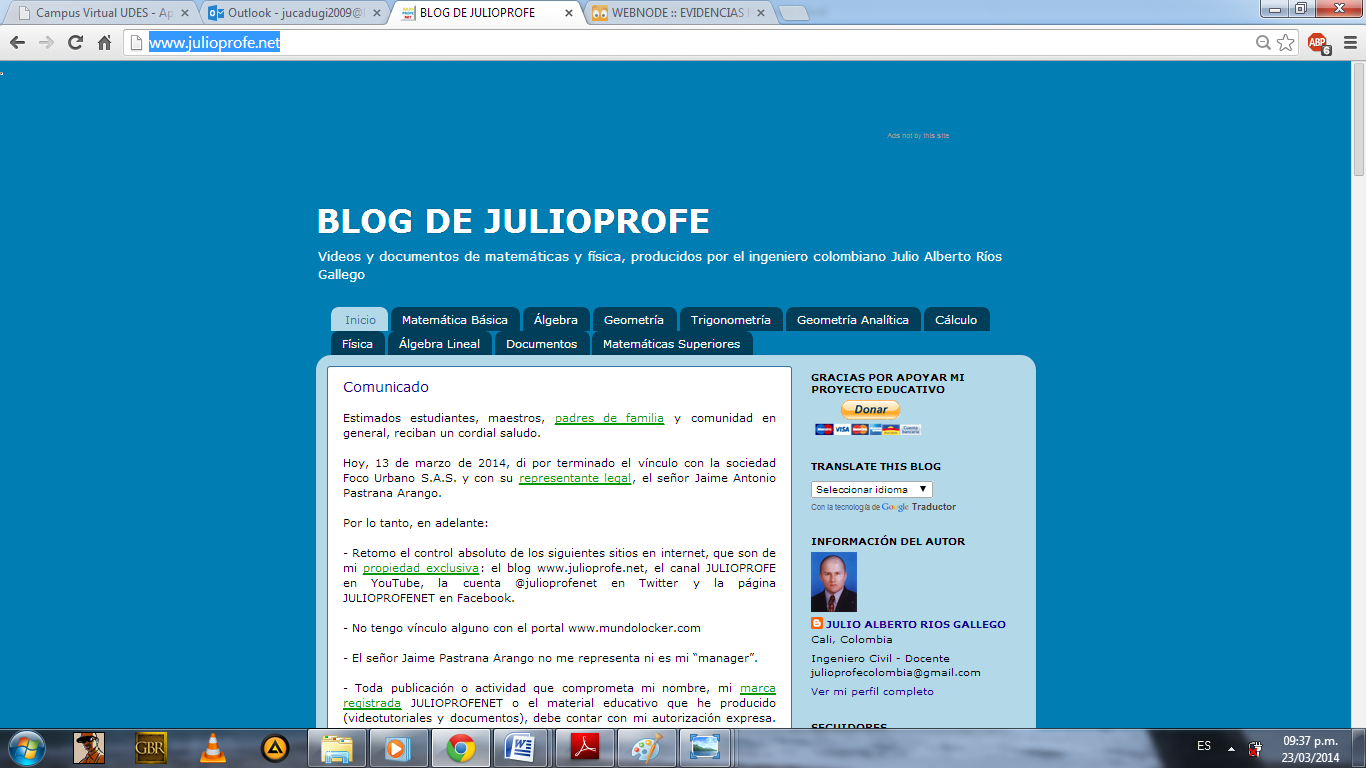 Campus Virtual UDES - Ap
Outlook - jucadugi2009@
BLOG DE JULIOPROFE
WEBNODE :: EVIDENCIAS
www.julioprofe.net
ABP
6
Ads not by this site
BLOG DE JULIOPROFE
Videos y documentos de matemáticas y física, producidos por el ingeniero colombiano Julio Alberto Ríos
Gallego
Inicio Matemática Básica Álgebra Geometría Trigonometría Geometría Analítica Cálculo
Física Álgebra Lineal Documentos Matemáticas Superiores
Comunicado
Estimados estudiantes, maestros, padres de familia y comunidad en
general, reciban un cordial saludo.
Hoy, 13 de marzo de 2014, di por terminado el vínculo con la sociedad
Foco Urbano S.A.S. y con su representante legal, el señor Jaime Antonio
Pastrana Arango.
Por lo tanto, en adelante:
- Retomo el control absoluto de los siguientes sitios en internet, que son de
mi propiedad exclusiva: el blog www.julioprofe.net, el canal JULIOPROFE
en YouTube, la cuenta @julioprofenet en Twitter y la página
JULIOPROFENET en Facebook.
- No tengo vínculo alguno con el portal www.mundolocker.com
- El señor Jaime Pastrana Arango no me representa ni es mi “manager”.
- Toda publicación o actividad que comprometa mi nombre, mi marca
registrada JULIOPROFENET o el material educativo que he producido
(videotutoriales y documentos), debe contar con mi autorización expresa.
GRACIAS POR APOYAR MI
PROYECTO EDUCATIVO
Donar
VISA
TRANSLATE THIS BLOG
Seleccionar idioma
Con la tecnología de Google Traductor
INFORMACIÓN DEL AUTOR
JULIO ALBERTO RIOS GALLEGO
Cali, Colombia
Ingeniero Civil - Docente
julioprofecolombia@gmail.com
Ver mi perfil completo
SEGUIDORES
GBR
ES
09:37 p.m.
23/03/2014